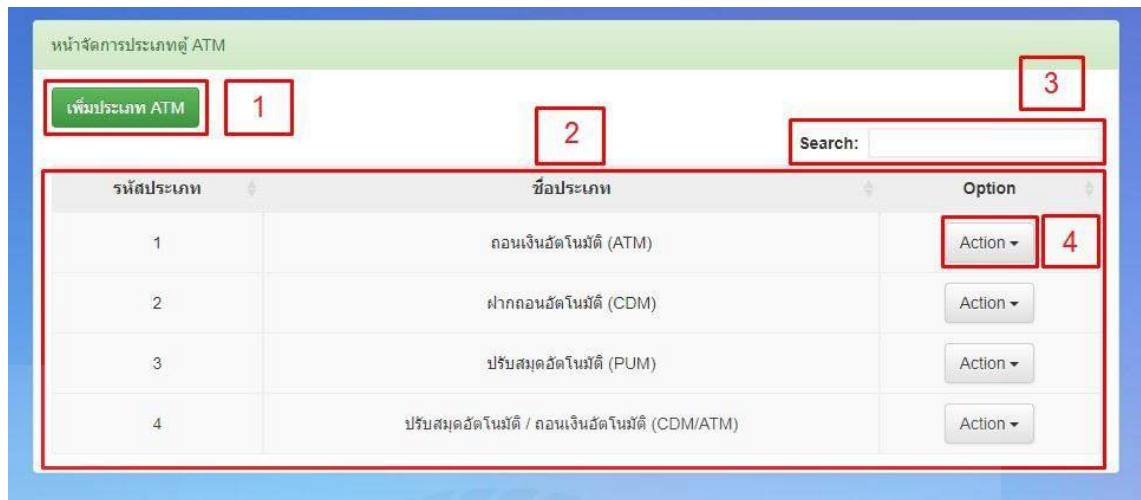 หน้าจัดการประเภทตู้ ATM
3
เพิ่มประเภท ATM 1
2
Search:
รหัสประเภท ชื่อประเภท Option
1 ถอนเงินอัตโนมัติ (ATM) Action 4
2 ฝากถอนอัตโนมัติ (CDM) Action
3 ปรับสมุดอัตโนมัติ (PUM) Action
4 ปรับสมุดอัตโนมัติ / ถอนเงินอัตโนมัติ (CDM/ATM) Action